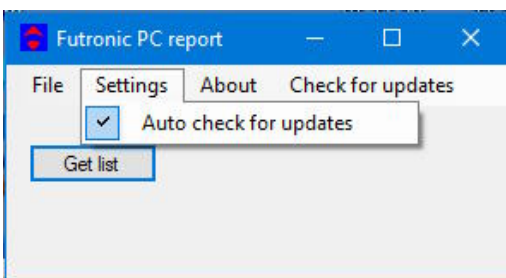 Futronic PC report
File Settings About Check for updates
Auto check for updates
Get list